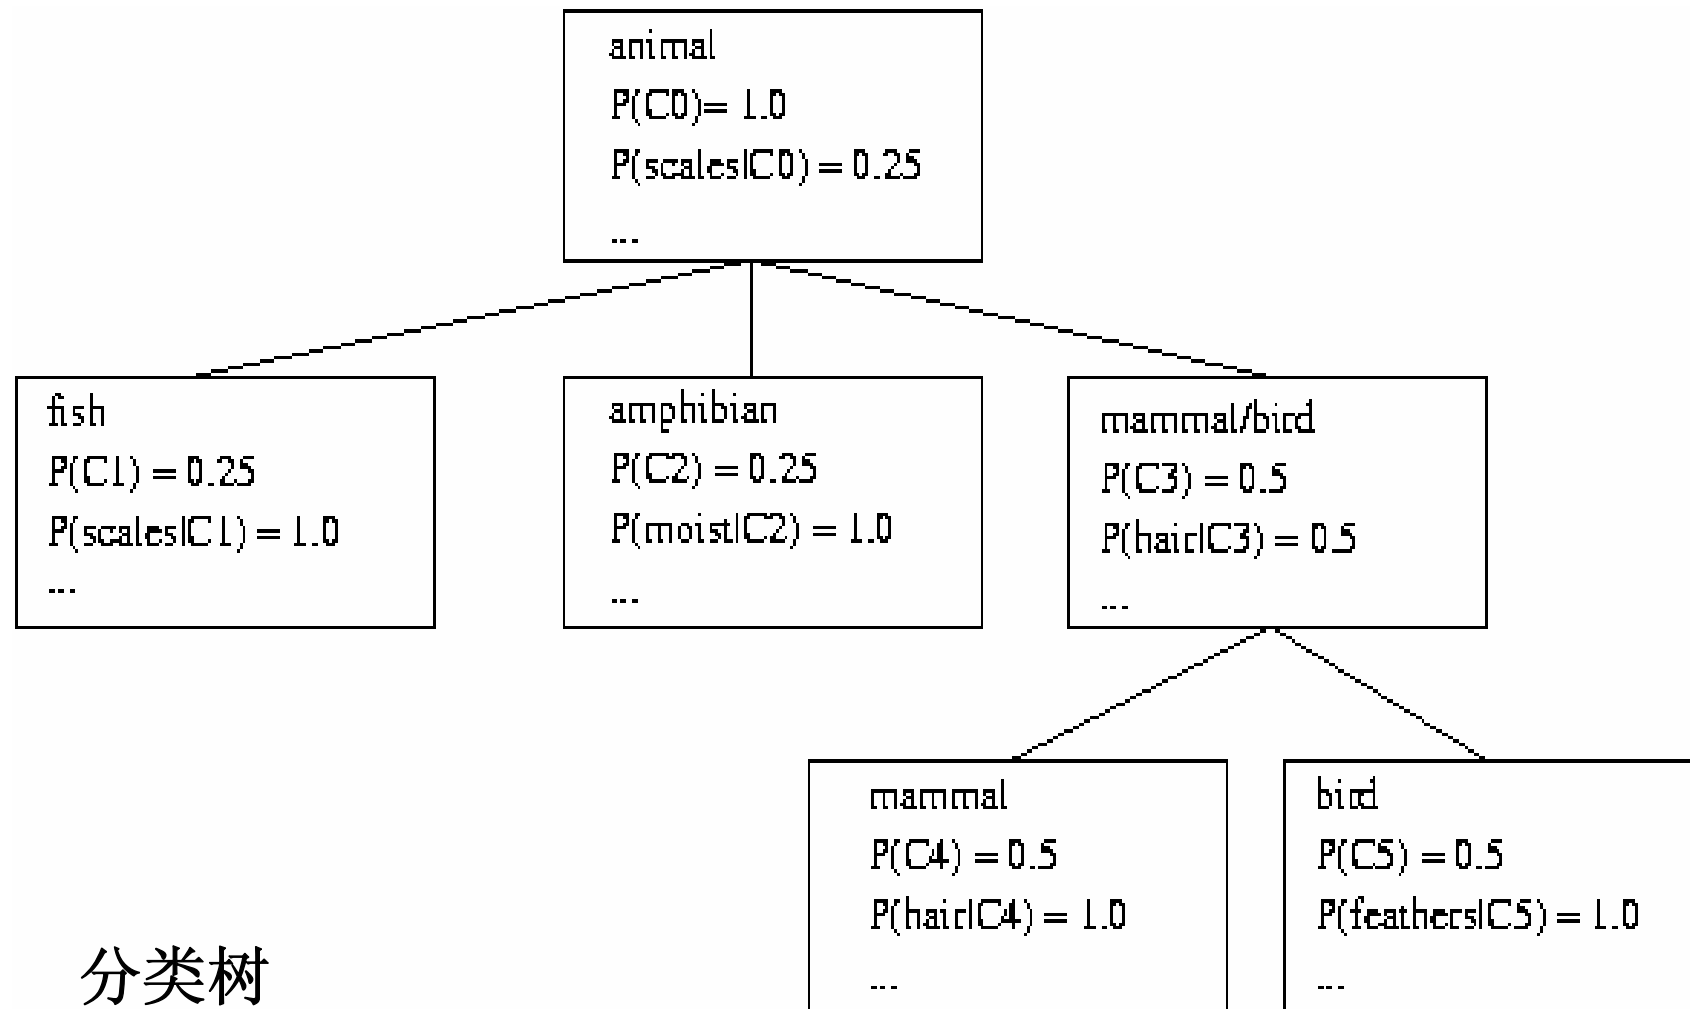 animal
P(C0)= 1.0
P(scales|C0) = 0.25
...
fish
P(C1) = 0.25
P(scales|C1) = 1.0
...
amphibian
P(C2) = 0.25
P(moist|C2) = 1.0
...
mammal/bird
P(C3) = 0.5
P(hair|C3) = 0.5
...
mammal
P(C4) = 0.5
P(hair|C4) = 1.0
...
bird
P(C5) = 0.5
P(feathers|C5) = 1.0
...
分类树